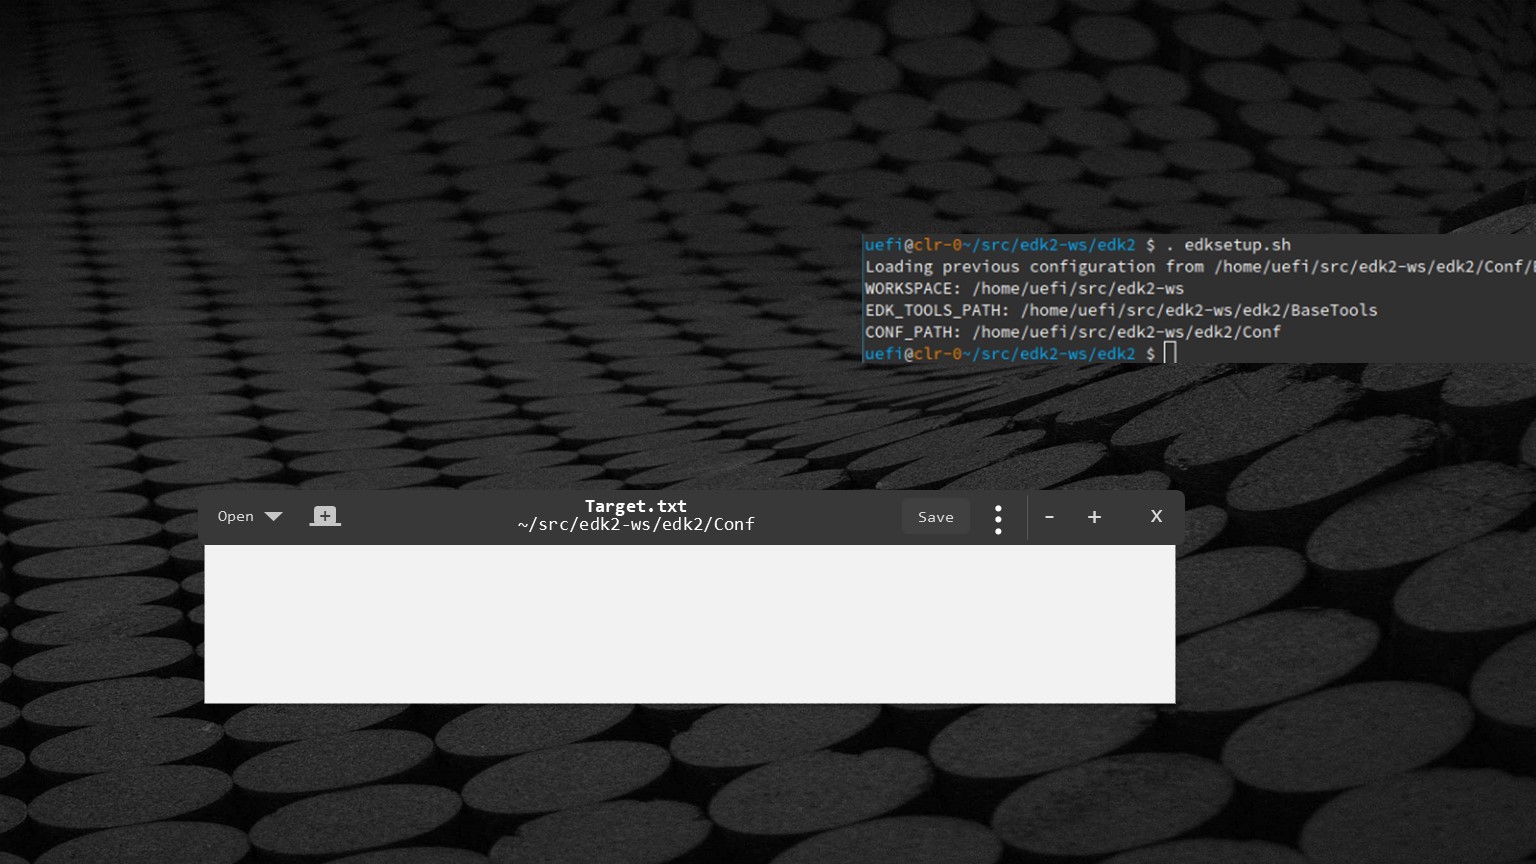 uefi@clr-0~/src/edk2-ws/edk2 $ . edksetup.sh
Loading previous configuration from /home/uefi/src/edk2-ws/edk2/Conf/
WORKSPACE: /home/uefi/src/edk2-ws
EDK_TOOLS_PATH: /home/uefi/src/edk2-ws/edk2/BaseTools
CONF_PATH: /home/uefi/src/edk2-ws/edk2/Conf
uefi@clr-0~/src/edk2-ws/edk2 $
Open
Target.txt
~/src/edk2-ws/edk2/Conf
Save
- + X